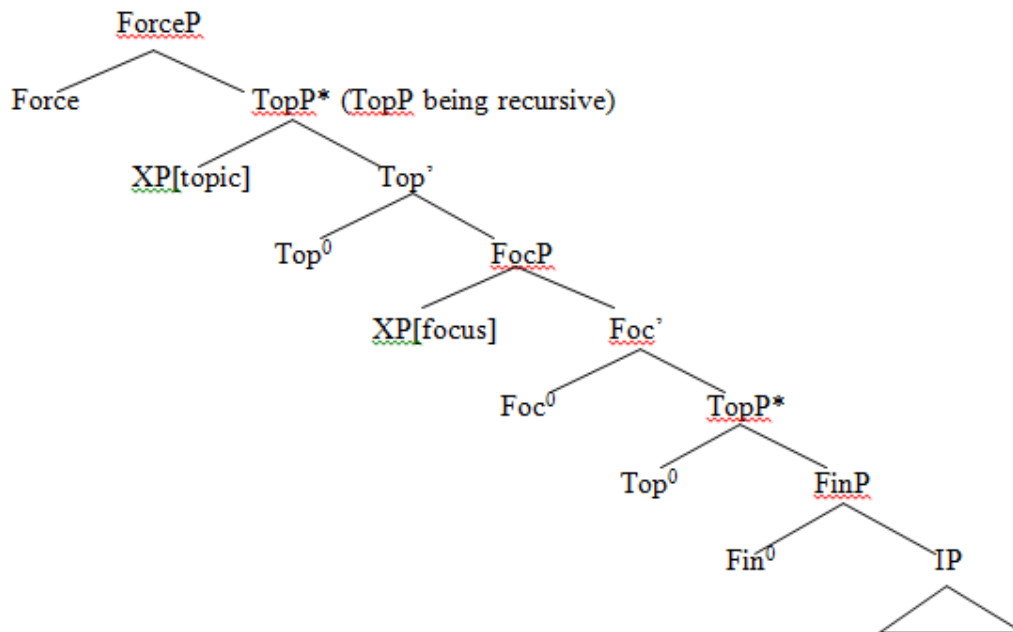 ForceP
Force TopP* (TopP being recursive)
XP[topic] Top’
Top⁰ FocP
XP[focus] Foc’
Foc⁰ TopP*
Top⁰ FinP
Fin⁰ IP